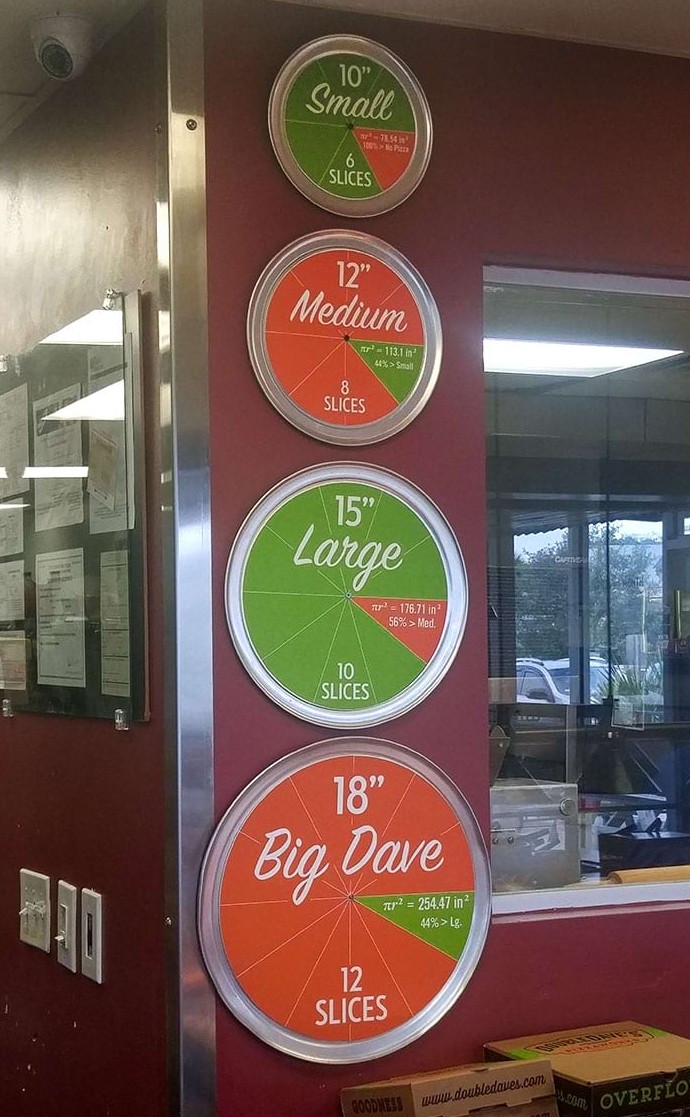 10”
Small
πr² = 78.54 in²
100% > No Pizza
6
SLICES
12”
Medium
πr² = 113.1 in²
44% > Small
8
SLICES
15”
Large
πr² = 176.71 in²
56% > Med.
10
SLICES
18”
Big Dave
πr² = 254.47 in²
44% > Lg.
12
SLICES
GOODNESS
www.doubledaves.com
DOUBLEDAVE'S
s.com
OVERFLO